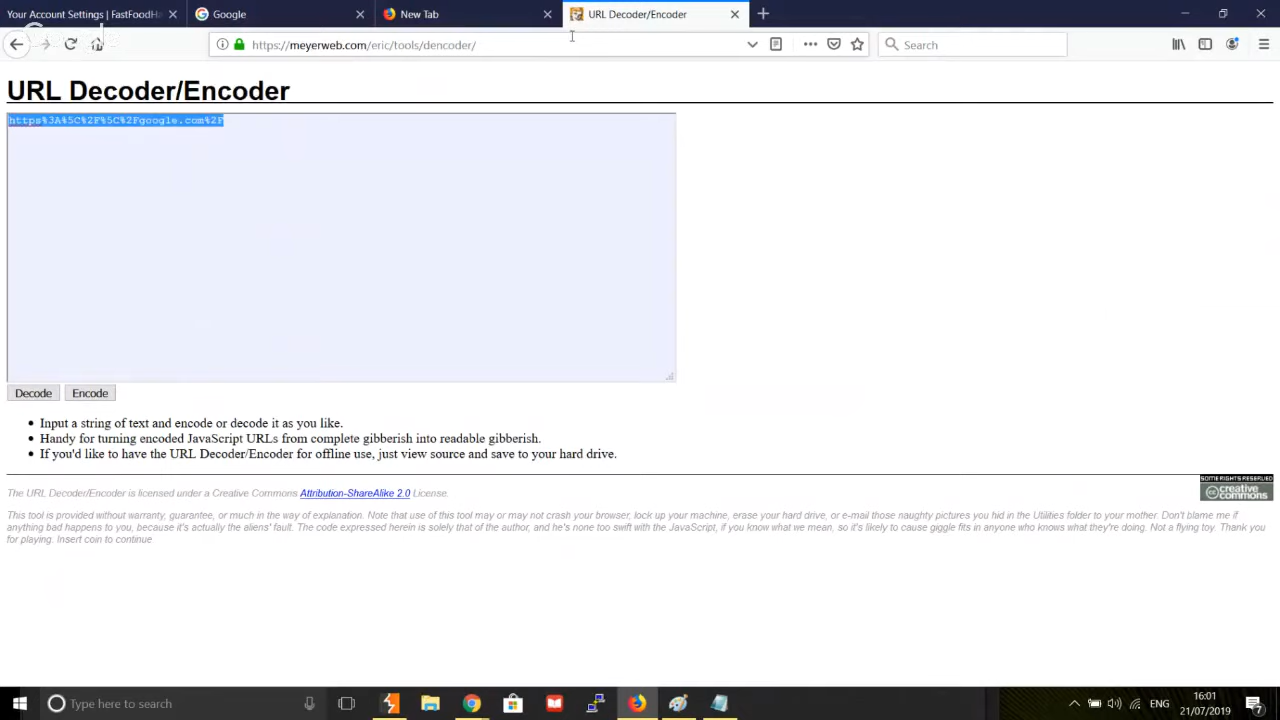 Your Account Settings | FastFoodHa
Google
New Tab
URL Decoder/Encoder
https://meyerweb.com/eric/tools/dencoder/
Search
URL Decoder/Encoder
https%3A%5C%2F%5C%2Fgoogle.com%2F
Decode
Encode
Input a string of text and encode or decode it as you like.
Handy for turning encoded JavaScript URLs from complete gibberish into readable gibberish.
If you'd like to have the URL Decoder/Encoder for offline use, just view source and save to your hard drive.
The URL Decoder/Encoder is licensed under a Creative Commons Attribution-ShareAlike 2.0 License.
SOME RIGHTS RESERVED
creative
commons
This tool is provided without warranty, guarantee, or much in the way of explanation. Note that use of this tool may or may not crash your browser, lock up your machine, erase your hard drive, or e-mail those naughty pictures you hid in the Utilities folder to your mother. Don't blame me if
anything bad happens to you, because it's actually the aliens' fault. The code expressed herein is solely that of the author, and he's none too swift with the JavaScript, if you know what we mean, so it's likely to cause giggle fits in anyone who knows what they're doing. Not a flying toy. Thank you
for playing. Insert coin to continue
Type here to search
ENG
16:01
21/07/2019
7